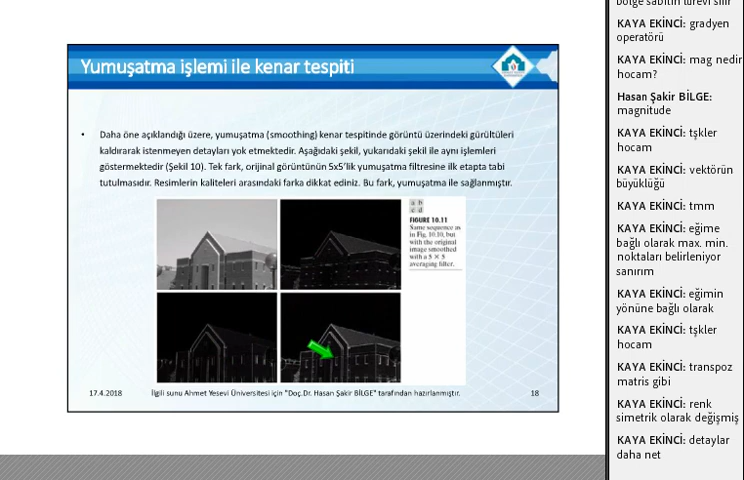 Yumuşatma işlemi ile kenar tespiti
• Daha öne açıklandığı üzere, yumuşatma (smoothing) kenar tespitinde görüntü üzerindeki gürültüleri
kaldırarak istenmeyen detayları yok etmektedir. Aşağıdaki şekil, yukarıdaki şekil ile aynı işlemleri
göstermektedir (Şekil 10). Tek fark, orijinal görüntünün 5x5'lik yumuşatma filtresine ilk etapta tabi
tutulmasıdır. Resimlerin kaliteleri arasındaki farka dikkat ediniz. Bu fark, yumuşatma ile sağlanmıştır.
a b
c d
FIGURE 10.11
Same sequence as
in Fig. 10.10, but
with the original
image smoothed
with a 5 × 5
averaging filter.
17.4.2018 İlgili sunu Ahmet Yesevi Üniversitesi için "Doç.Dr. Hasan Şakir BİLGE" tarafından hazırlanmıştır. 18
bölge sabitin türevi sıfır
KAYA EKİNCİ: gradyen
operatörü
KAYA EKİNCİ: mag nedir
hocam?
Hasan Şakir BİLGE:
magnitude
KAYA EKİNCİ: tşkler
hocam
KAYA EKİNCİ: vektörün
büyüklüğü
KAYA EKİNCİ: tmm
KAYA EKİNCİ: eğime
bağlı olarak max. min.
noktaları belirleniyor
sanırım
KAYA EKİNCİ: eğimin
yönüne bağlı olarak
KAYA EKİNCİ: tşkler
hocam
KAYA EKİNCİ: transpoz
matris gibi
KAYA EKİNCİ: renk
simetrik olarak değişmiş
KAYA EKİNCİ: detaylar
daha net